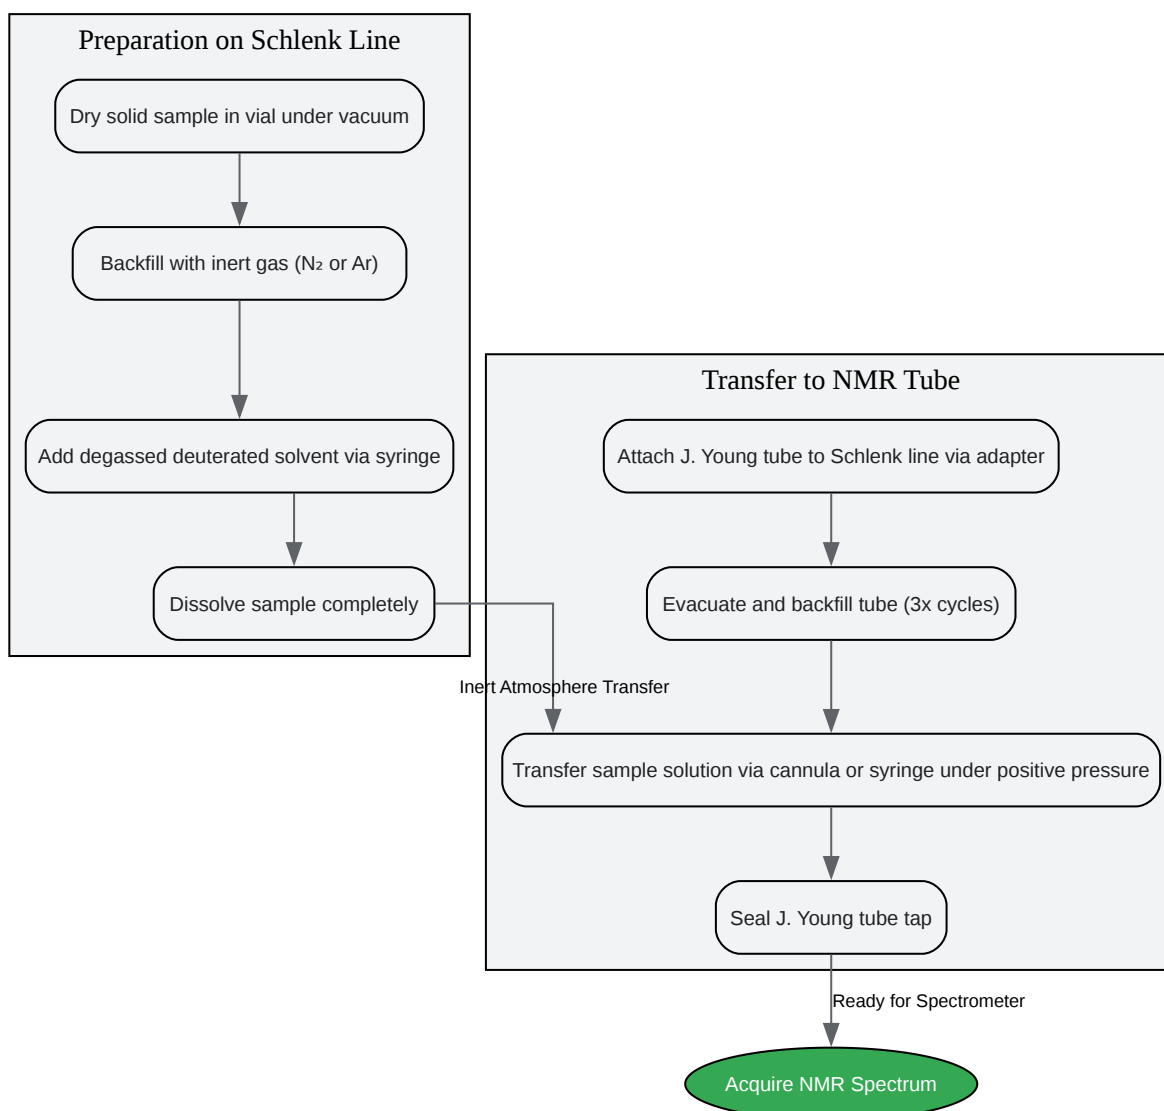 Preparation on Schlenk Line
Dry solid sample in vial under vacuum
Backfill with inert gas (N₂ or Ar)
Add degassed deuterated solvent via syringe
Dissolve sample completely
Inert Atmosphere Transfer
Transfer to NMR Tube
Attach J. Young tube to Schlenk line via adapter
Evacuate and backfill tube (3x cycles)
Transfer sample solution via cannula or syringe under positive pressure
Seal J. Young tube tap
Ready for Spectrometer
Acquire NMR Spectrum